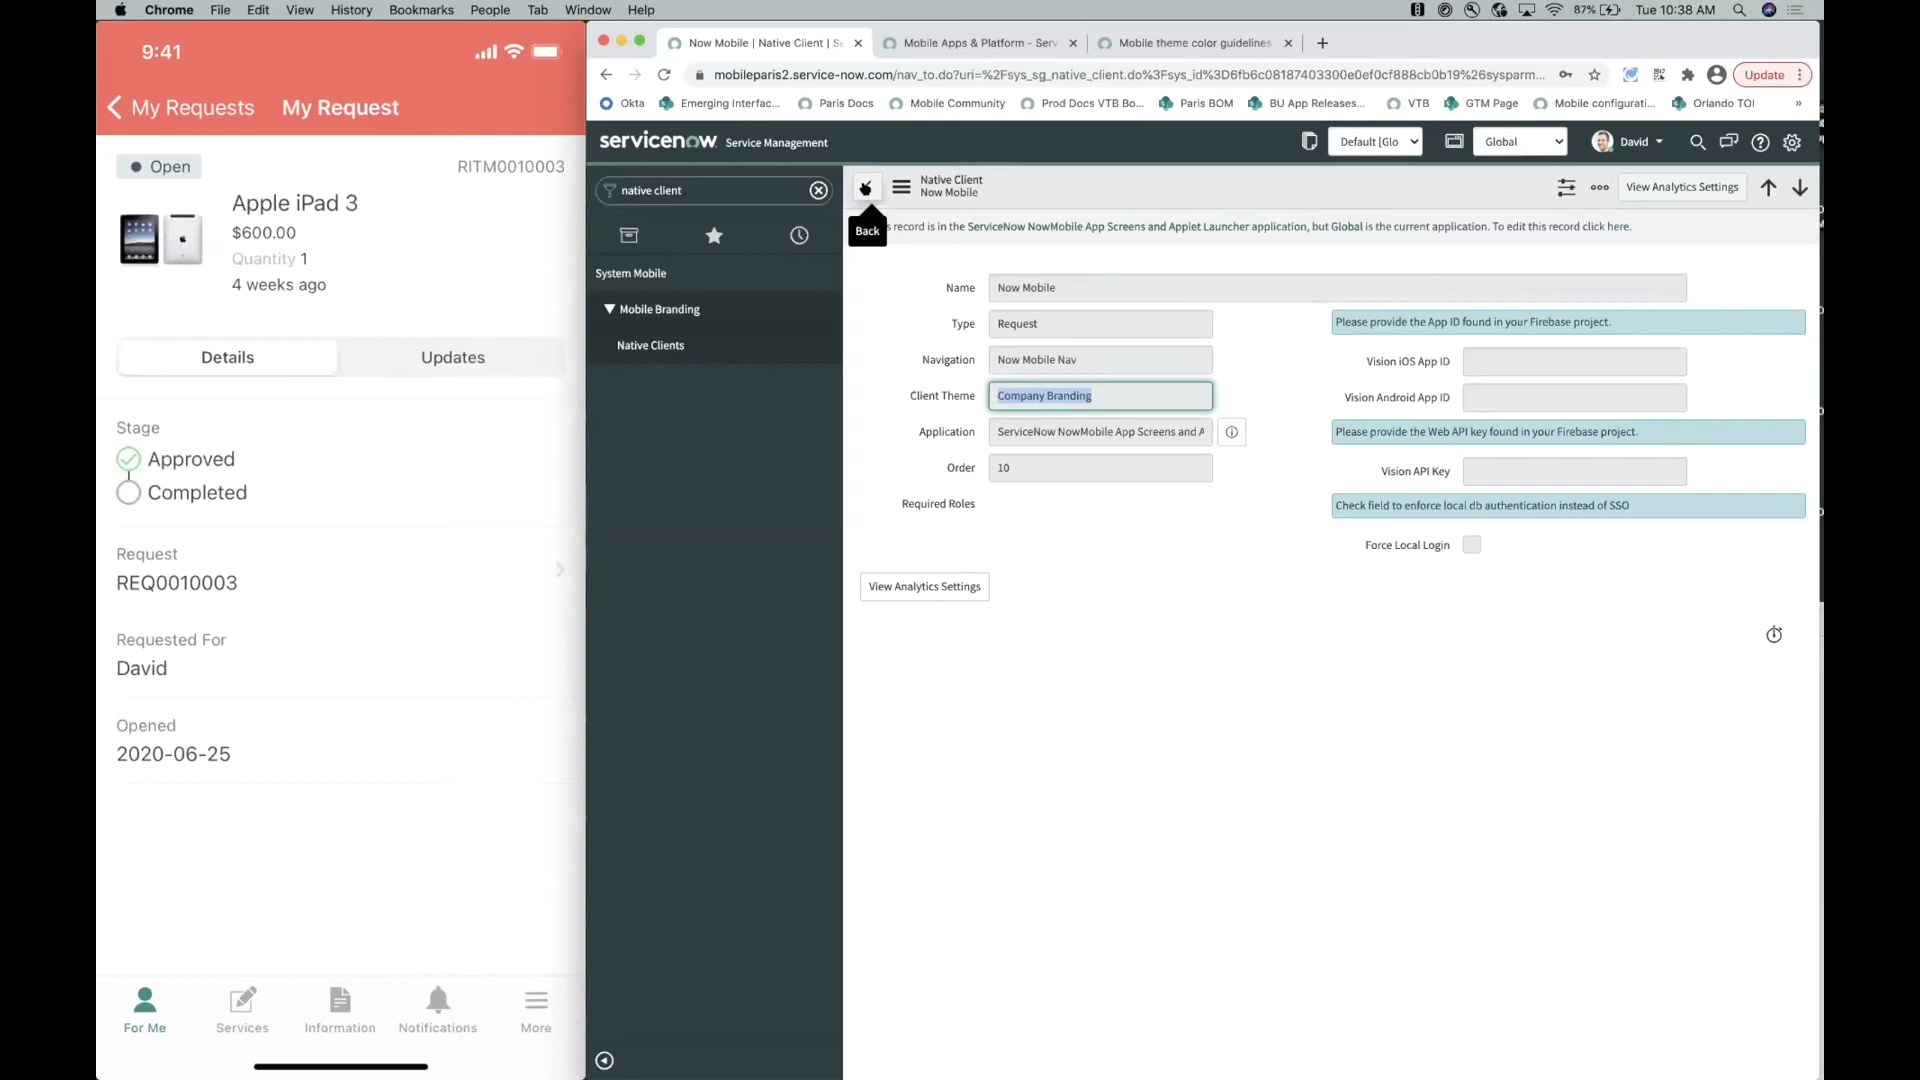 Chrome File Edit View History Bookmarks People Tab Window Help
87% Tue 10:38 AM
9:41
My Requests My Request
Open RITM0010003
Apple iPad 3
$600.00
Quantity 1
4 weeks ago
Details Updates
Stage
Approved
Completed
Request
REQ0010003
Requested For
David
Opened
2020-06-25
For Me Services Information Notifications More
Now Mobile | Native Client | Se
Mobile Apps & Platform - Serv
Mobile theme color guidelines
mobileparis2.service-now.com/nav_to.do?uri=%2Fsys_sg_native_client.do%3Fsys_id%3D6fb6c08187403300e0ef0cf888cb0b19%26sysparm...
Update
Okta Emerging Interfac... Paris Docs Mobile Community Prod Docs VTB Bo... Paris BOM BU App Releases... VTB GTM Page Mobile configurati... Orlando TOI »
servicenow Service Management
Default [Glo Global David
native client
System Mobile
Mobile Branding
Native Clients
Native Client
Now Mobile
View Analytics Settings
Back
record is in the ServiceNow NowMobile App Screens and Applet Launcher application, but Global is the current application. To edit this record click here.
Name Now Mobile
Type Request
Navigation Now Mobile Nav
Client Theme Company Branding
Application ServiceNow NowMobile App Screens and A
Order 10
Required Roles
Please provide the App ID found in your Firebase project.
Vision iOS App ID
Vision Android App ID
Please provide the Web API key found in your Firebase project.
Vision API Key
Check field to enforce local db authentication instead of SSO
Force Local Login
View Analytics Settings